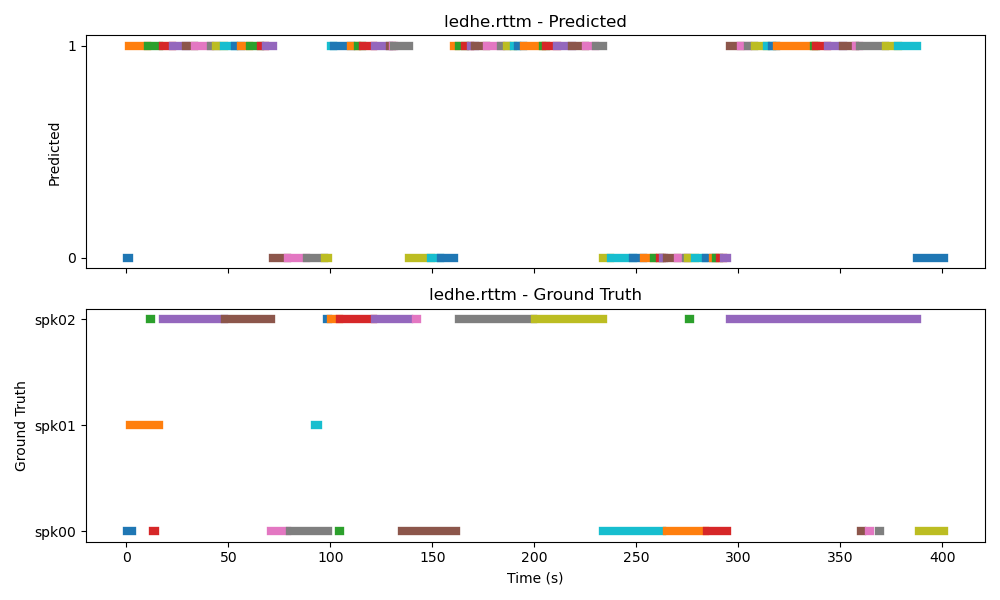 ledhe.rttm - Predicted
1
Predicted
0
ledhe.rttm - Ground Truth
spk02
spk01
Ground Truth
spk00
0 50 100 150 200 250 300 350 400
Time (s)